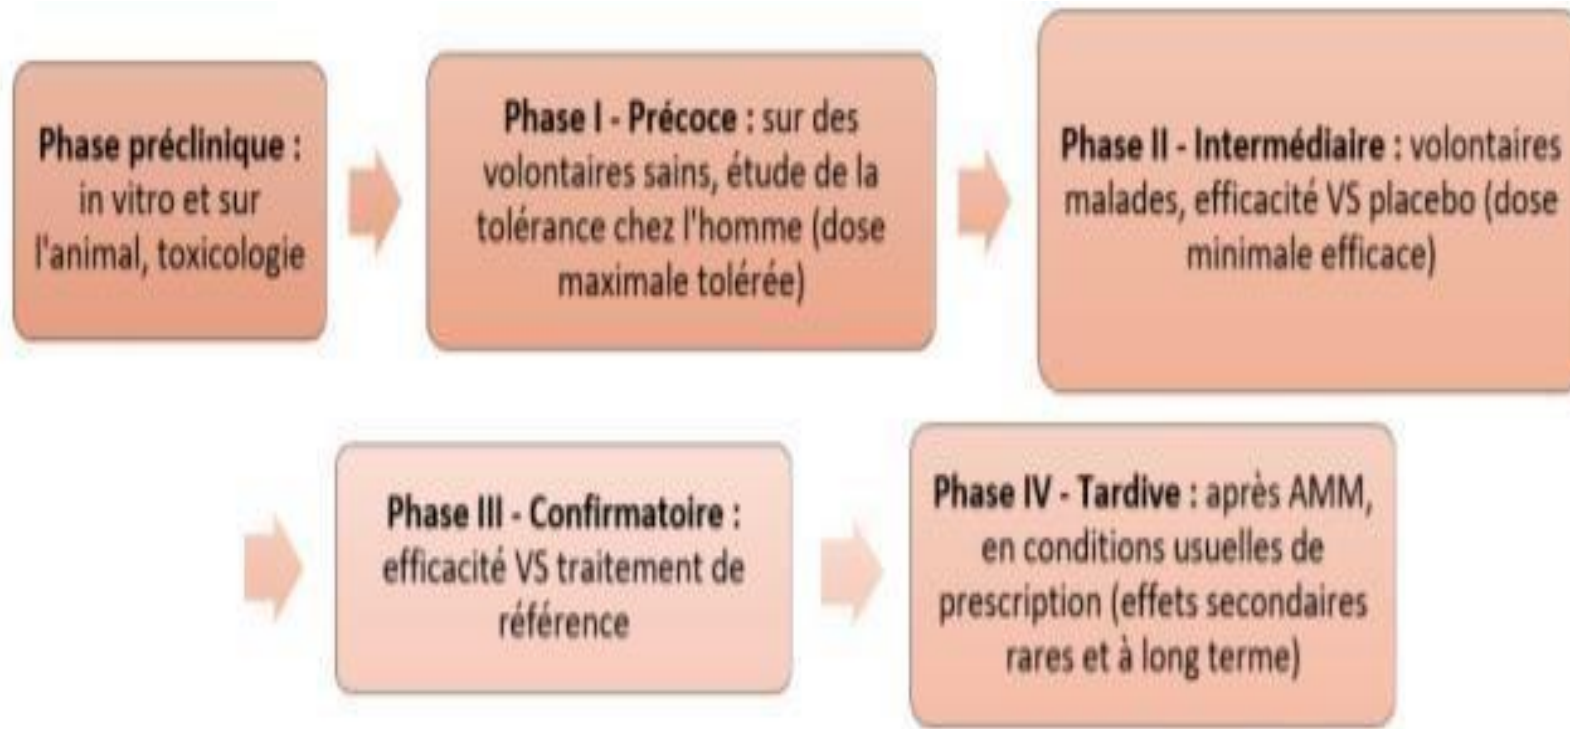 Phase préclinique :
in vitro et sur
l'animal, toxicologie
Phase I - Précoce : sur des
volontaires sains, étude de la
tolérance chez l'homme (dose
maximale tolérée)
Phase II - Intermédiaire : volontaires
malades, efficacité VS placebo (dose
minimale efficace)
Phase III - Confirmatoire :
efficacité VS traitement de
référence
Phase IV - Tardive : après AMM,
en conditions usuelles de
prescription (effets secondaires
rares et à long terme)